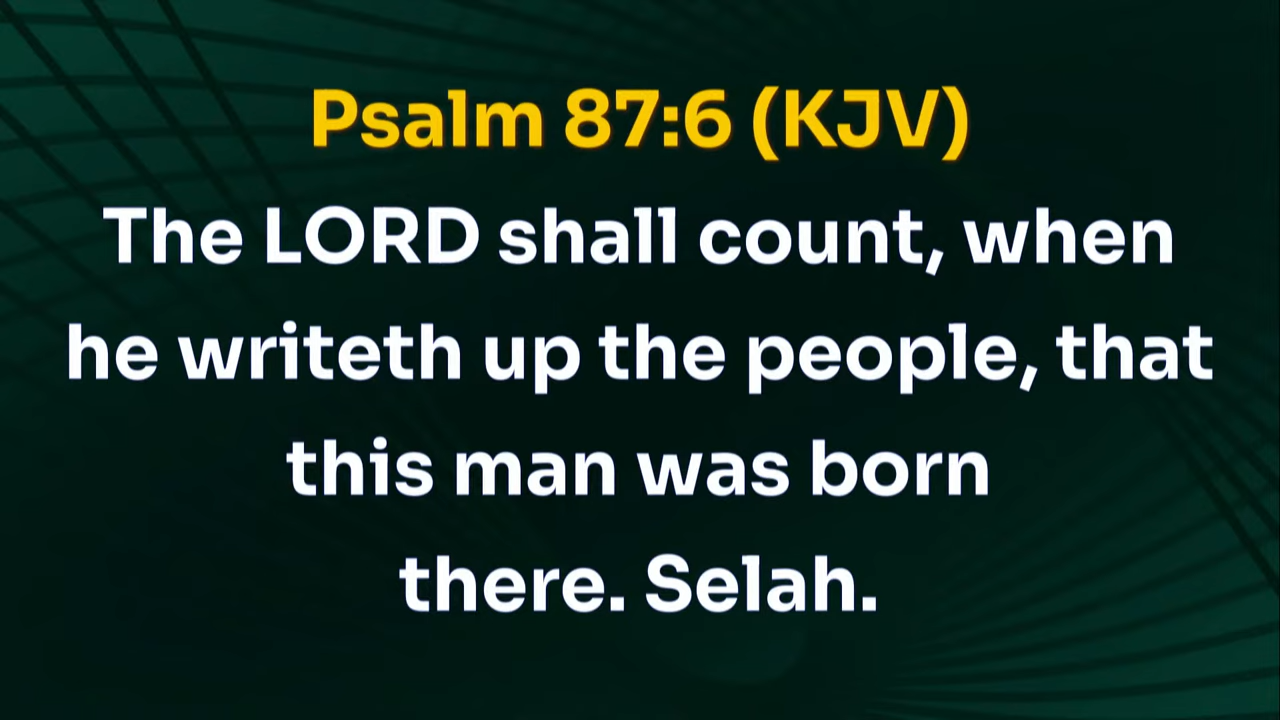 Psalm 87:6 (KJV)
The LORD shall count, when
he writeth up the people, that
this man was born
there. Selah.